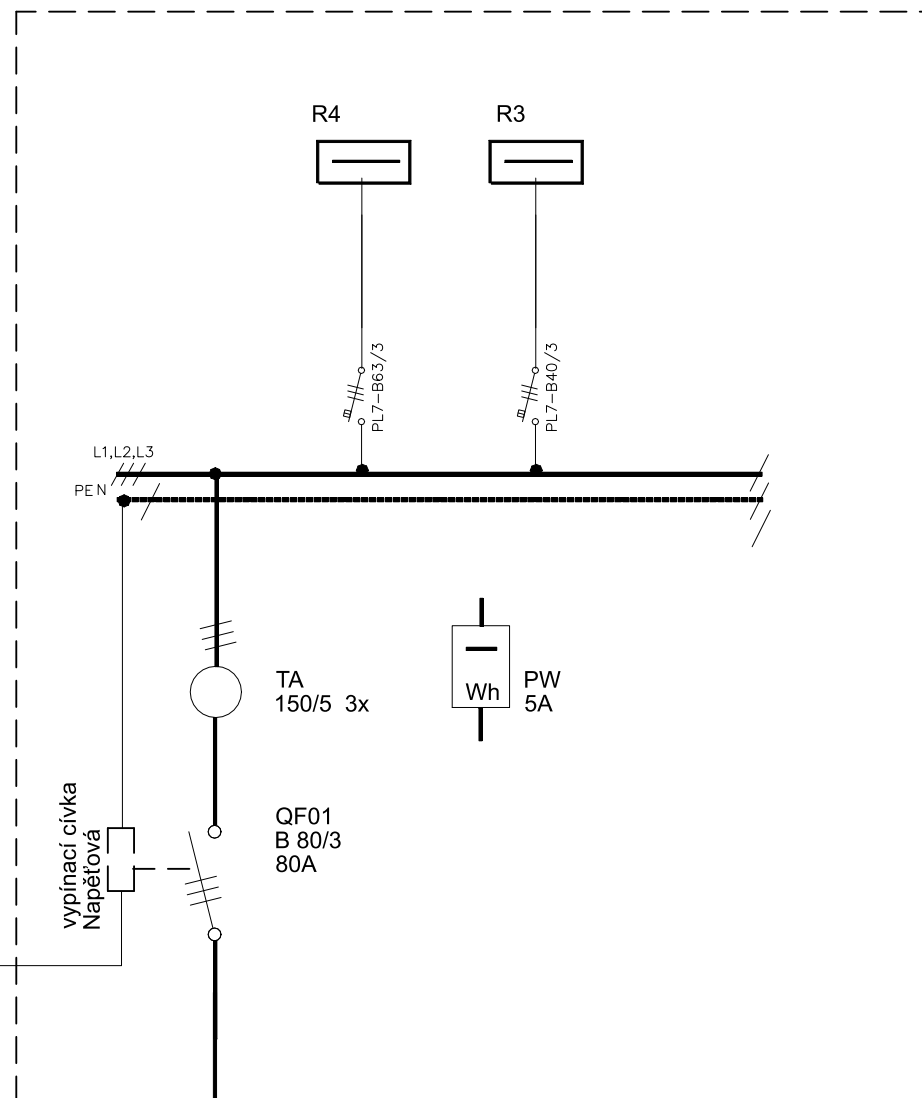 R4
R3
PL7-B63/3
PL7-B40/3
L1,L2,L3
PEN
TA
150/5 3x
Wh
PW
5A
QF01
B 80/3
80A
vypínací cívka
Napěťová